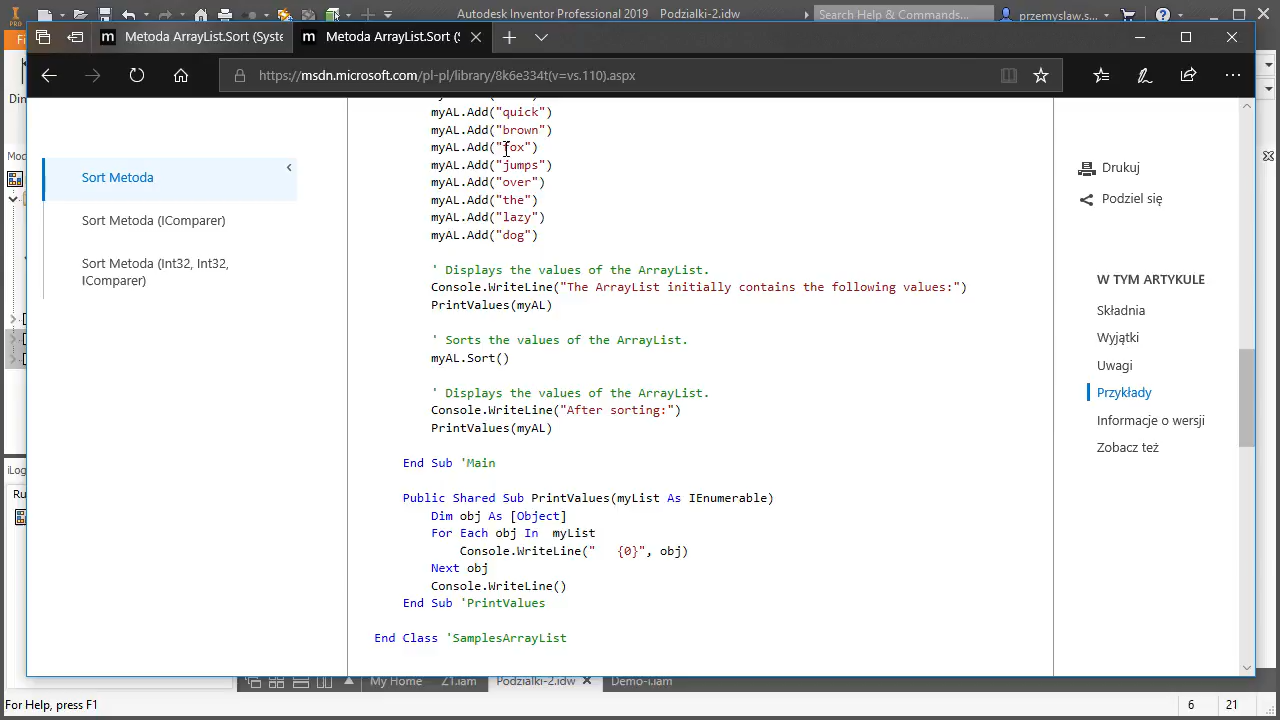 PRO
Autodesk Inventor Professional 2019 Podzialki-2.idw
Search Help & Commands...
przemyslaw.s...
Metoda ArrayList.Sort (Syste
Metoda ArrayList.Sort (S
https://msdn.microsoft.com/pl-pl/library/8k6e334t(v=vs.110).aspx
Sort Metoda
Sort Metoda (IComparer)
Sort Metoda (Int32, Int32,
IComparer)
myAL.Add("quick")
myAL.Add("brown")
myAL.Add("fox")
myAL.Add("jumps")
myAL.Add("over")
myAL.Add("the")
myAL.Add("lazy")
myAL.Add("dog")
' Displays the values of the ArrayList.
Console.WriteLine("The ArrayList initially contains the following values:")
PrintValues(myAL)
' Sorts the values of the ArrayList.
myAL.Sort()
' Displays the values of the ArrayList.
Console.WriteLine("After sorting:")
PrintValues(myAL)
End Sub 'Main
Public Shared Sub PrintValues(myList As IEnumerable)
Dim obj As [Object]
For Each obj In  myList
Console.WriteLine("   {0}", obj)
Next obj
Console.WriteLine()
End Sub 'PrintValues
End Class 'SamplesArrayList
Drukuj
Podziel się
W TYM ARTYKULE
Składnia
Wyjątki
Uwagi
Przykłady
Informacje o wersji
Zobacz też
Dim
Mod
iLog
Ru
My Home
Z1.iam
Podzialki-2.idw
Demo-i.iam
For Help, press F1
6
21